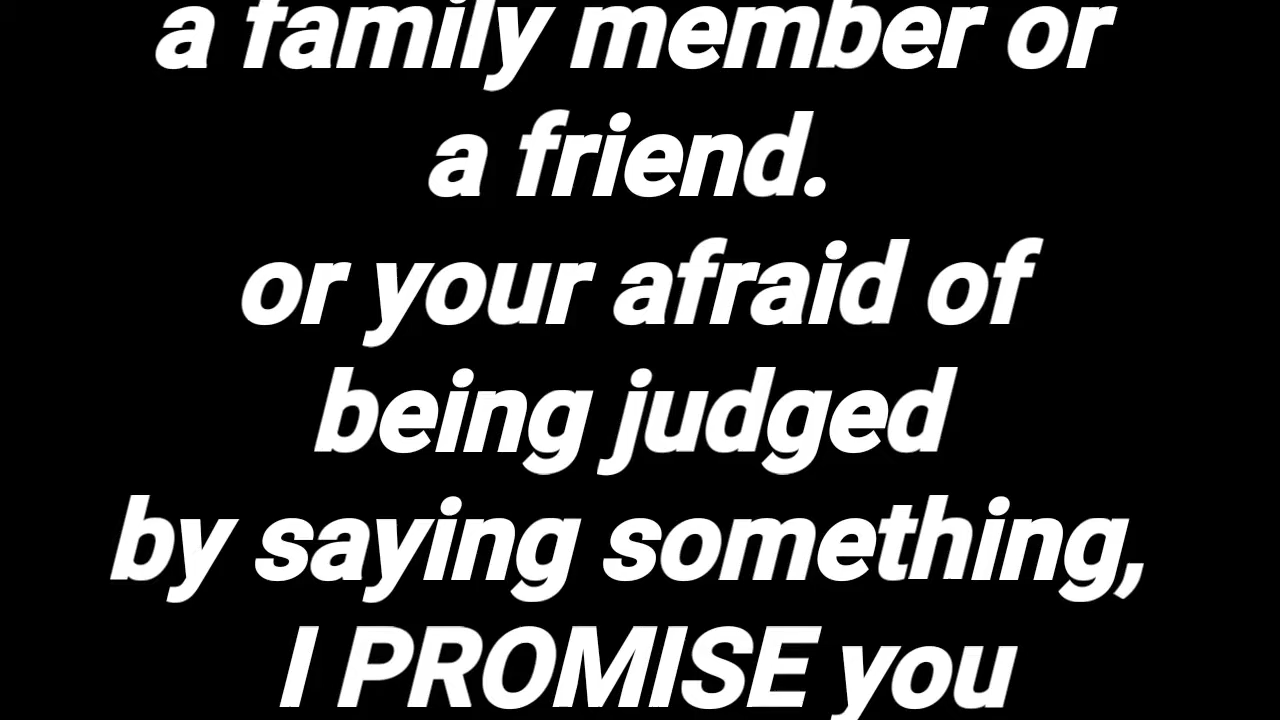 a family member or
a friend.
or your afraid of
being judged
by saying something,
I PROMISE you